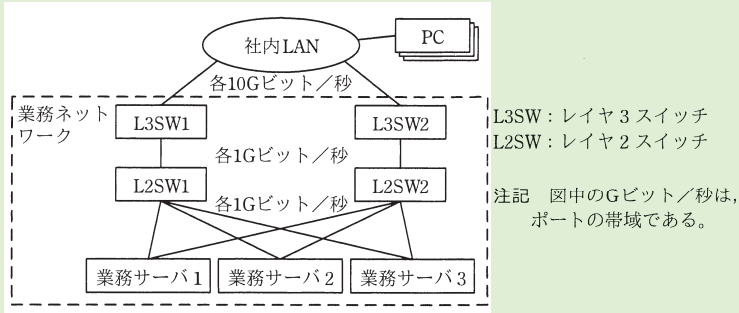 社内LAN
PC
各10Gビット／秒
業務ネット
ワーク
L3SW1
L3SW2
L3SW：レイヤ3スイッチ
L2SW：レイヤ2スイッチ
各1Gビット／秒
L2SW1
L2SW2
各1Gビット／秒
注記　図中のGビット／秒は，
ポートの帯域である。
業務サーバ1
業務サーバ2
業務サーバ3